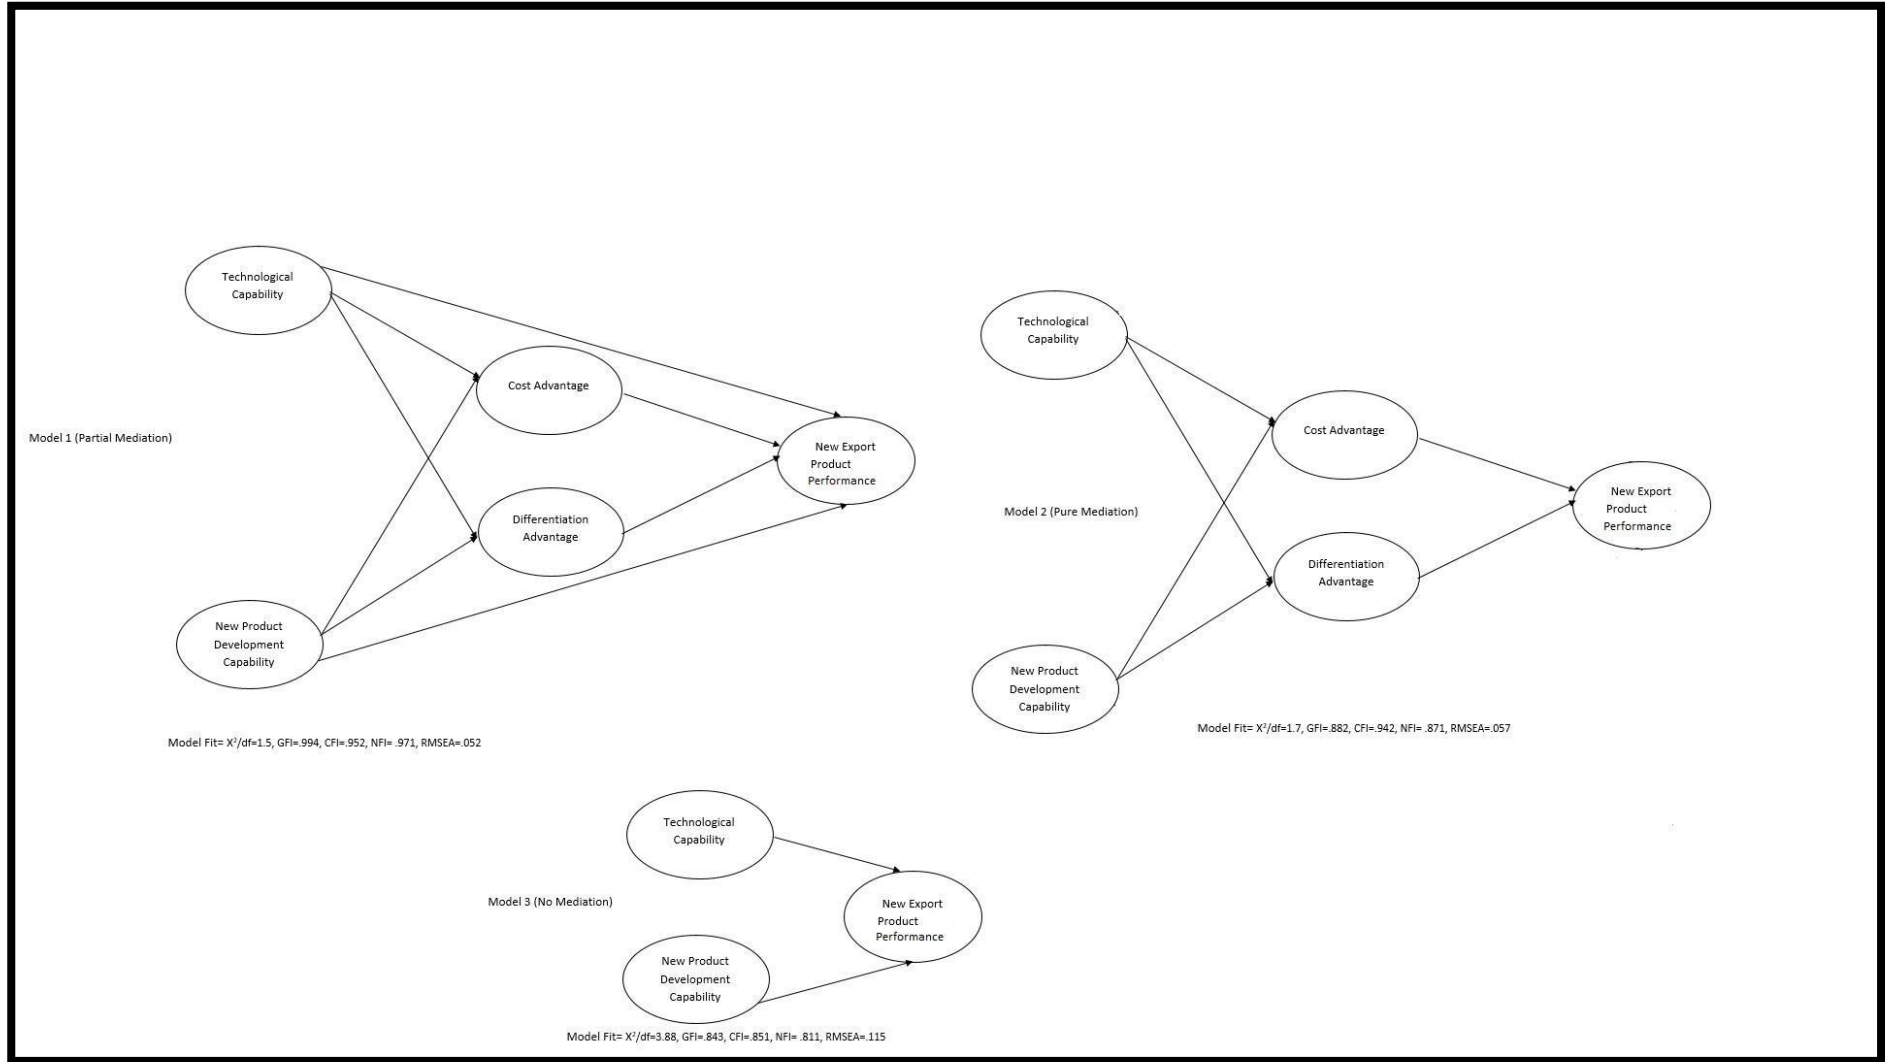 Technological
Capability
Cost Advantage
Model 1 (Partial Mediation)
New Export
Product
Performance
Differentiation
Advantage
New Product
Development
Capability
Model Fit= X²/df=1.5, GFI=.994, CFI=.952, NFI= .971, RMSEA=.052
Technological
Capability
Cost Advantage
Model 2 (Pure Mediation)
New Export
Product
Performance
Differentiation
Advantage
New Product
Development
Capability
Model Fit= X²/df=1.7, GFI=.882, CFI=.942, NFI= .871, RMSEA=.057
Technological
Capability
Model 3 (No Mediation)
New Export
Product
Performance
New Product
Development
Capability
Model Fit= X²/df=3.88, GFI=.843, CFI=.851, NFI= .811, RMSEA=.115